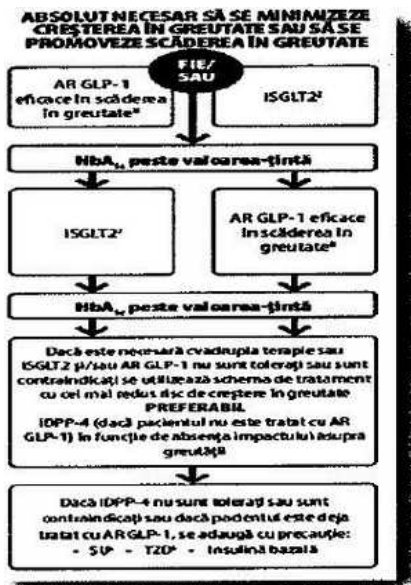 ABSOLUT NECESAR SĂ SE MINIMIZEZE
CREȘTEREA ÎN GREUTATE SAU SĂ SE
PROMOVEZE SCĂDEREA ÎN GREUTATE
FIE/
SAU
AR GLP-1
eficace în scăderea
în greutate
ISGLT2
HbA1c peste valoarea-țintă
ISGLT2
AR GLP-1 eficace
în scăderea în
greutate
HbA1c peste valoarea-țintă
Dacă este necesară cvadrupla terapie sau
ISGLT2 și/sau AR GLP-1 nu sunt tolerați sau sunt
contraindicați se utilizează schema de tratament
cu cel mai redus risc de creștere în greutate
PREFERABIL
iDPP-4 (dacă pacientul nu este tratat cu AR
GLP-1) în funcție de absența impactului asupra
greutății
Dacă iDPP-4 nu sunt tolerați sau sunt
contraindicați sau dacă pacientul este deja
tratat cu AR GLP-1, se adaugă cu precauție:
- SU - TZD - Insulină bazală